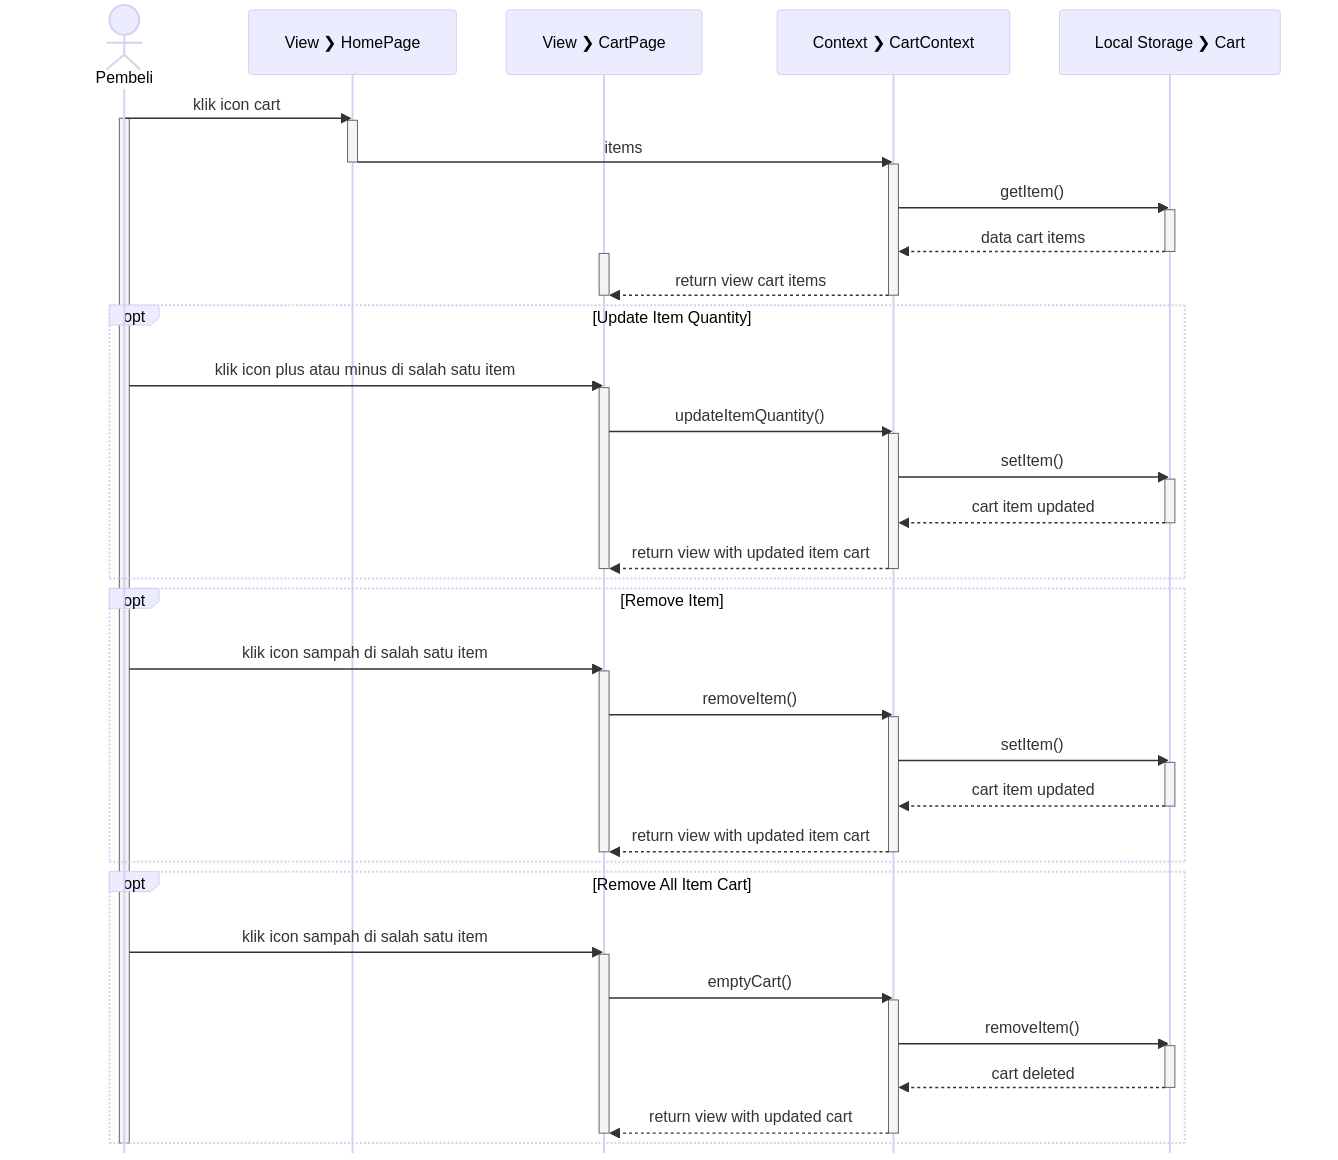 Pembeli
View ❯ HomePage
View ❯ CartPage
Context ❯ CartContext
Local Storage ❯ Cart
klik icon cart
items
getItem()
data cart items
return view cart items
opt
[Update Item Quantity]
klik icon plus atau minus di salah satu item
updateItemQuantity()
setItem()
cart item updated
return view with updated item cart
opt
[Remove Item]
klik icon sampah di salah satu item
removeItem()
setItem()
cart item updated
return view with updated item cart
opt
[Remove All Item Cart]
klik icon sampah di salah satu item
emptyCart()
removeItem()
cart deleted
return view with updated cart